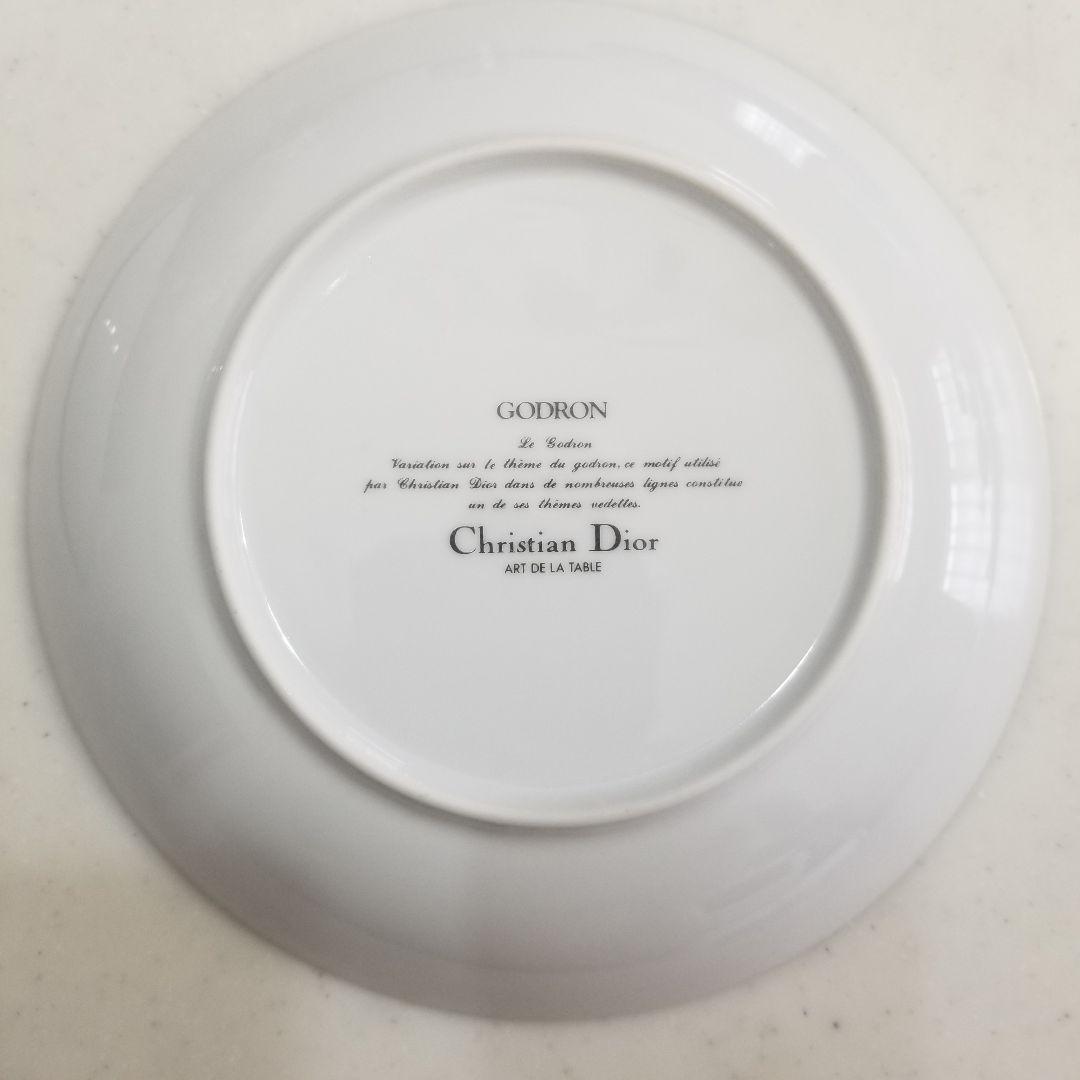 GODRON
Le Godron
Variation sur le thème du godron, ce motif utilisé
par Christian Dior dans de nombreuses lignes constitue
un de ses thèmes vedettes.
Christian Dior
ART DE LA TABLE